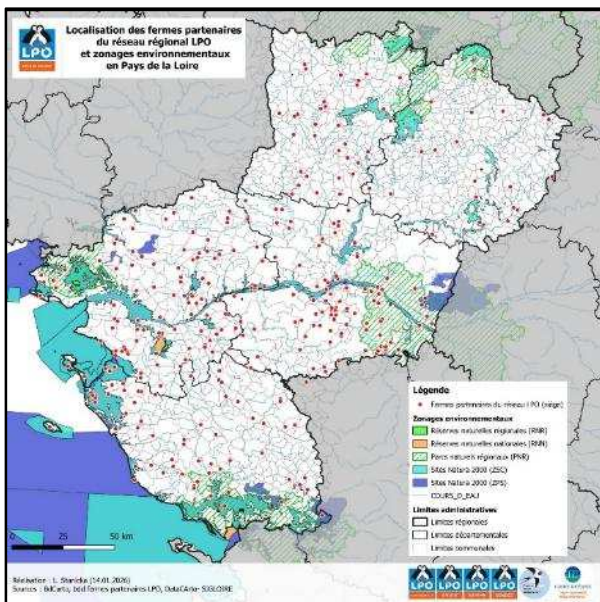 LPO
Localisation des fermes partenaires
du réseau régional LPO
et zonages environnementaux
en Pays de la Loire
Légende
Fermes partenaires du réseau LPO (siège)
Zonages environnementaux
Réserves naturelles régionales (RNR)
Réserves naturelles nationales (RNN)
Parcs naturels régionaux (PNR)
Sites Natura 2000 (ZSC)
Sites Natura 2000 (ZPS)
COURS_D_EAU
Limites administratives
Limites régionales
Limites départementales
Limites communales
0 25 50 km
Réalisation : L. Stanicka (14.01.2026)
Sources : BdCarto, bdd fermes partenaires LPO, DataCarto SIGLOIRE
LPO LPO LPO LPO